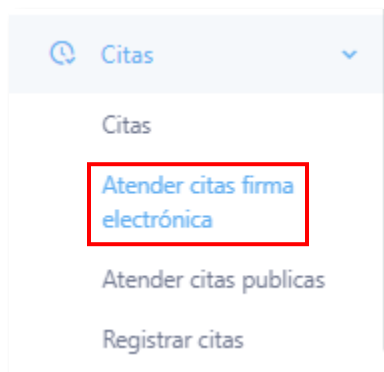 Citas
Citas
Atender citas firma
electrónica
Atender citas publicas
Registrar citas